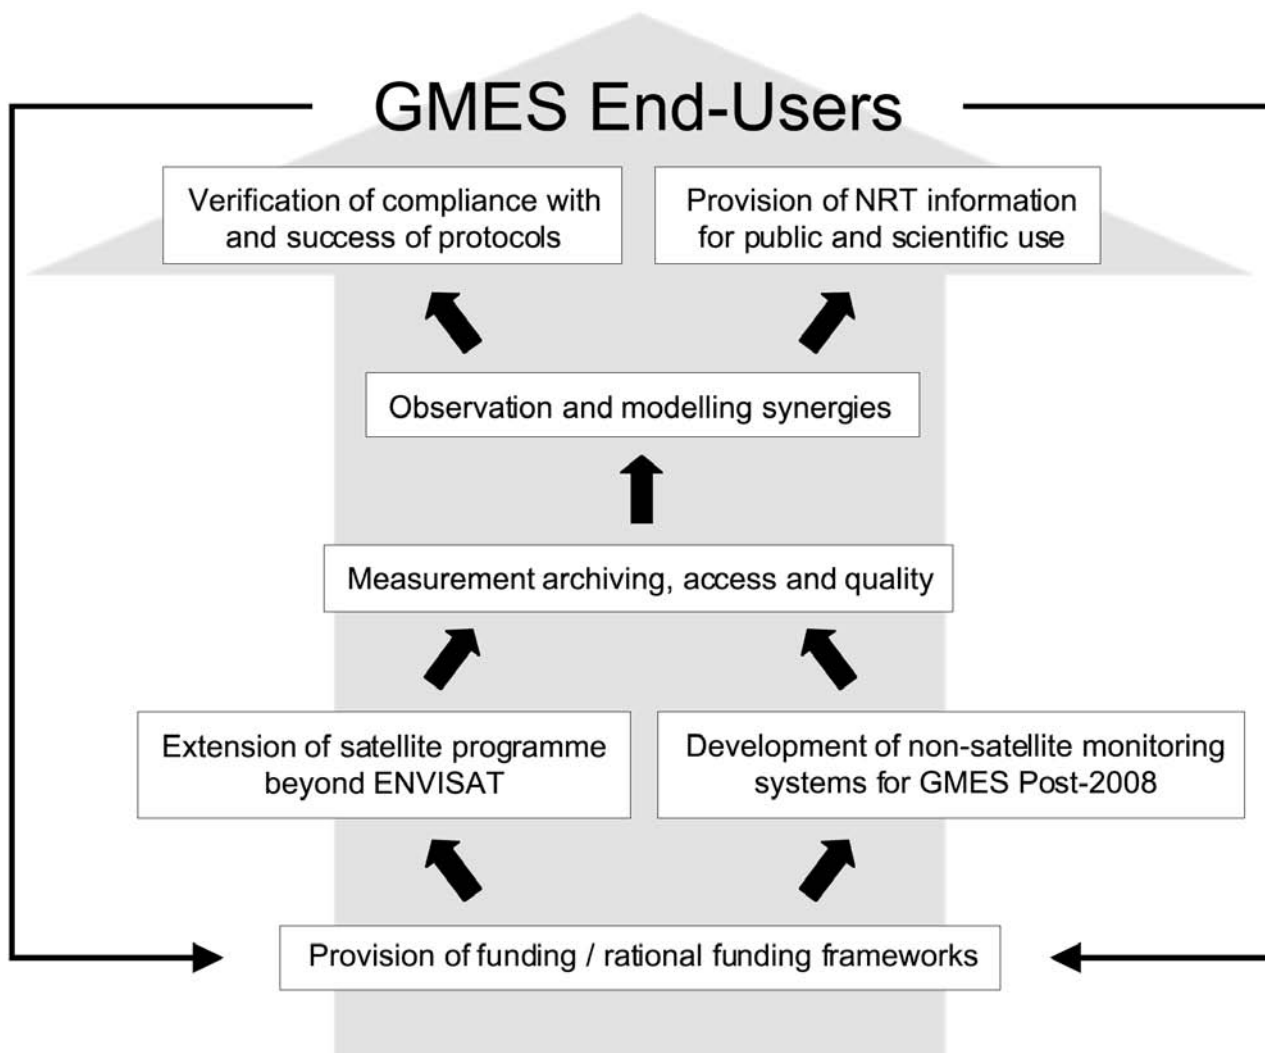 GMES End-Users
Verification of compliance with
and success of protocols
Provision of NRT information
for public and scientific use
Observation and modelling synergies
Measurement archiving, access and quality
Extension of satellite programme
beyond ENVISAT
Development of non-satellite monitoring
systems for GMES Post-2008
Provision of funding / rational funding frameworks